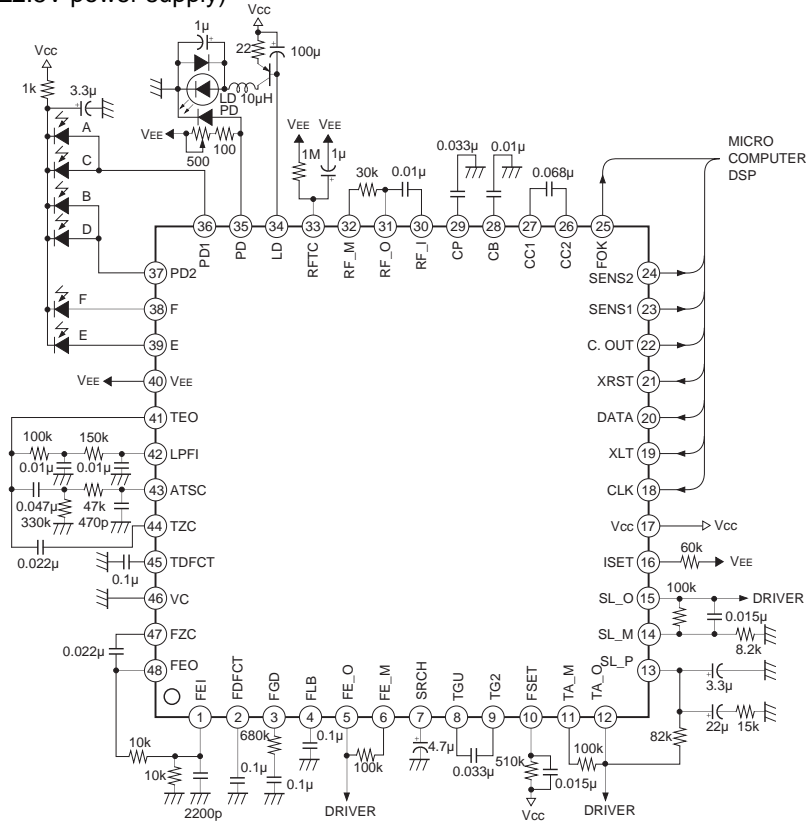 22.5V power supply)
1µ
Vcc
22
100µ
Vcc
1k
3.3µ
LD
10µH
PD
VEE
500
100
VEE
VEE
1M
1µ
30k
0.01µ
0.033µ
0.01µ
0.068µ
MICRO
COMPUTER
DSP
A
C
B
D
F
E
36
35
34
33
32
31
30
29
28
27
26
25
PD1
PD
LD
RFTC
RF_M
RF_O
RF_I
CP
CB
CC1
CC2
FOK
37 PD2
38 F
39 E
VEE 40 VEE
41 TEO
42 LPFI
43 ATSC
44 TZC
45 TDFCT
46 VC
47 FZC
48 FEO
100k
150k
0.01µ
0.01µ
0.047µ
47k
330k
470p
0.022µ
0.1µ
0.022µ
SENS2 24
SENS1 23
C. OUT 22
XRST 21
DATA 20
XLT 19
CLK 18
Vcc 17 Vcc
ISET 16 60k VEE
SL_O 15 DRIVER
SL_M 14
SL_P 13
100k
0.015µ
8.2k
3.3µ
22µ
15k
82k
FEI
FDFCT
FGD
FLB
FE_O
FE_M
SRCH
TGU
TG2
FSET
TA_M
TA_O
1
2
3
4
5
6
7
8
9
10
11
12
10k
10k
2200p
0.1µ
680k
0.1µ
0.1µ
100k
DRIVER
4.7µ
0.033µ
510k
0.015µ
Vcc
100k
DRIVER